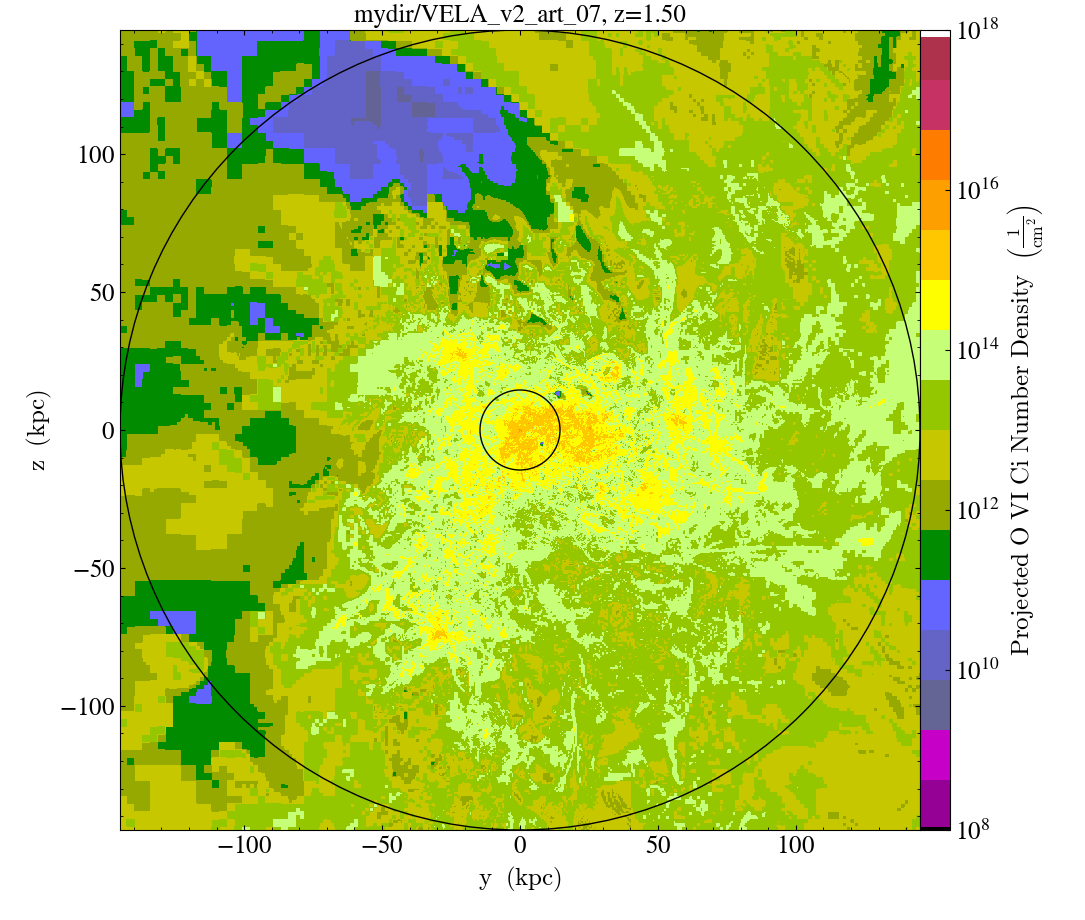 mydir/VELA_v2_art_07, z=1.50
10^18
10^16
10^14
10^12
10^10
10^8
Projected O VI Ci Number Density (1/cm^2)
z (kpc)
100
50
0
−50
−100
−100 −50 0 50 100
y (kpc)